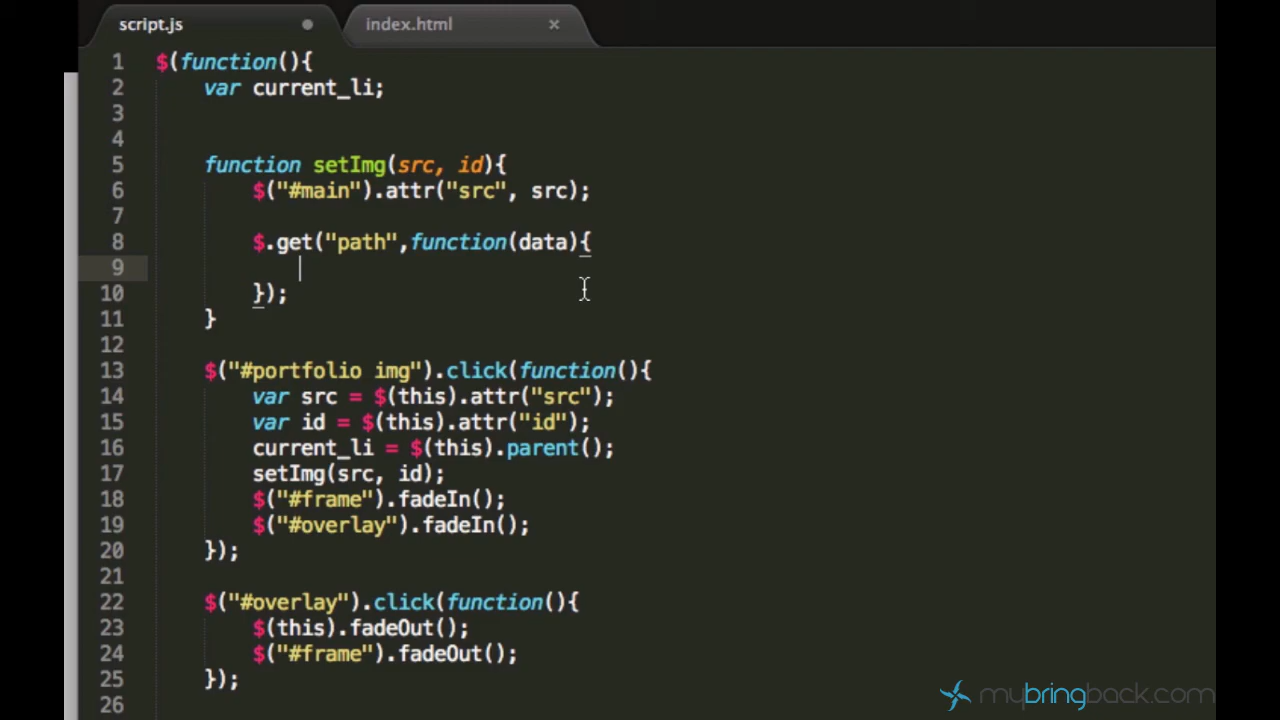 script.js
index.html ×
1 $(function(){
2 var current_li;
3
4
5 function setImg(src, id){
6 $("#main").attr("src", src);
7
8 $.get("path",function(data){
9
10 });
11 }
12
13 $("#portfolio img").click(function(){
14 var src = $(this).attr("src");
15 var id = $(this).attr("id");
16 current_li = $(this).parent();
17 setImg(src, id);
18 $("#frame").fadeIn();
19 $("#overlay").fadeIn();
20 });
21
22 $("#overlay").click(function(){
23 $(this).fadeOut();
24 $("#frame").fadeOut();
25 });
26
mybringback.com